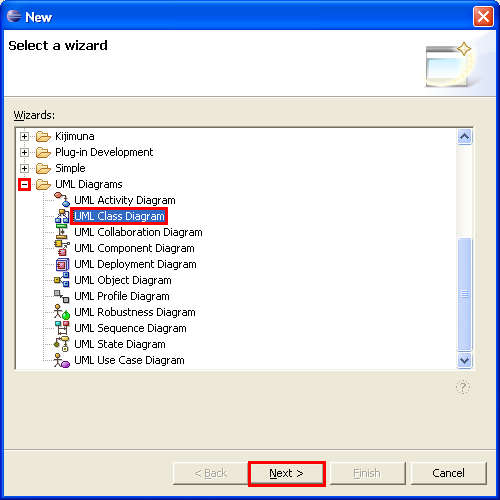 New
Select a wizard
Wizards:
Kijimuna
Plug-in Development
Simple
UML Diagrams
UML Activity Diagram
UML Class Diagram
UML Collaboration Diagram
UML Component Diagram
UML Deployment Diagram
UML Object Diagram
UML Profile Diagram
UML Robustness Diagram
UML Sequence Diagram
UML State Diagram
UML Use Case Diagram
?
< Back Next > Finish Cancel